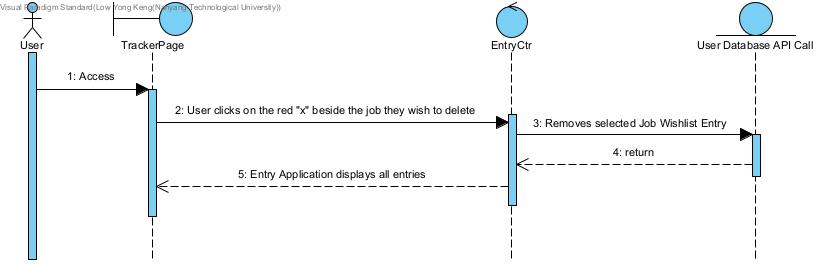 Visual Paradigm Standard(Low Yong Keng(Nanyang Technological University))
User
TrackerPage
EntryCtr
User Database API Call
1: Access
2: User clicks on the red "x" beside the job they wish to delete
3: Removes selected Job Wishlist Entry
4: return
5: Entry Application displays all entries